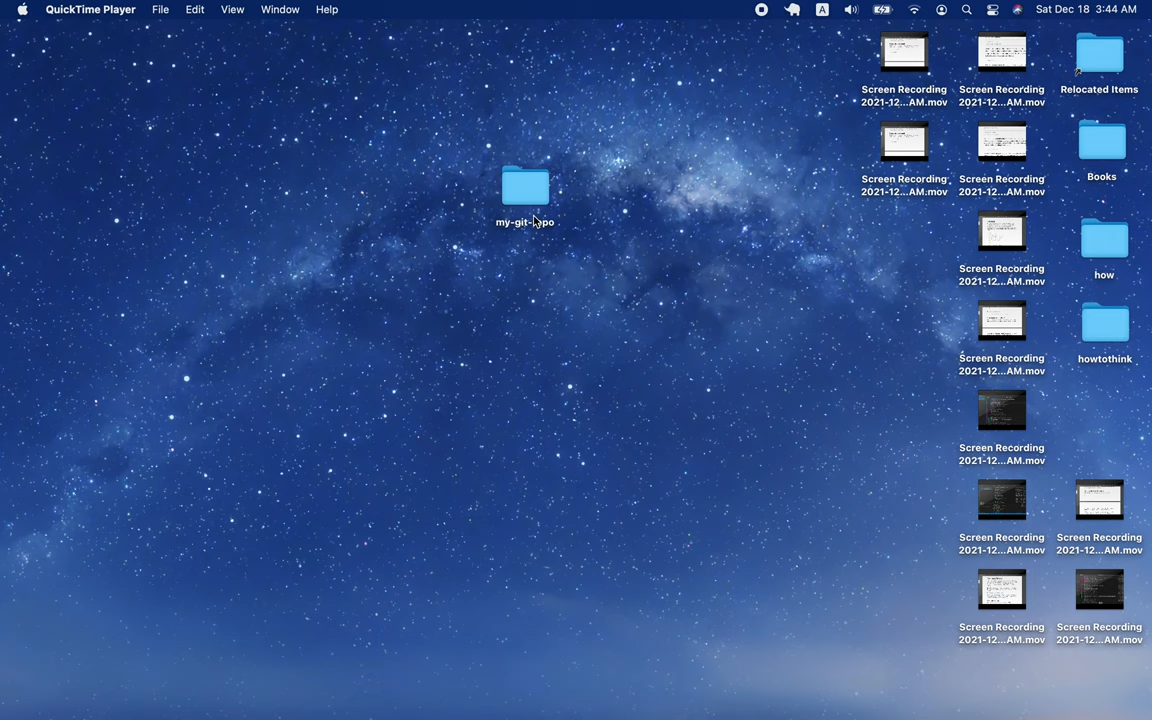 QuickTime Player File Edit View Window Help A Sat Dec 18 3:44 AM
Screen Recording
2021-12...AM.mov
Screen Recording
2021-12...AM.mov
Relocated Items
Screen Recording
2021-12...AM.mov
Screen Recording
2021-12...AM.mov
Books
my-git-repo
Screen Recording
2021-12...AM.mov
how
Screen Recording
2021-12...AM.mov
howtothink
Screen Recording
2021-12...AM.mov
Screen Recording
2021-12...AM.mov
Screen Recording
2021-12...AM.mov
Screen Recording
2021-12...AM.mov
Screen Recording
2021-12...AM.mov